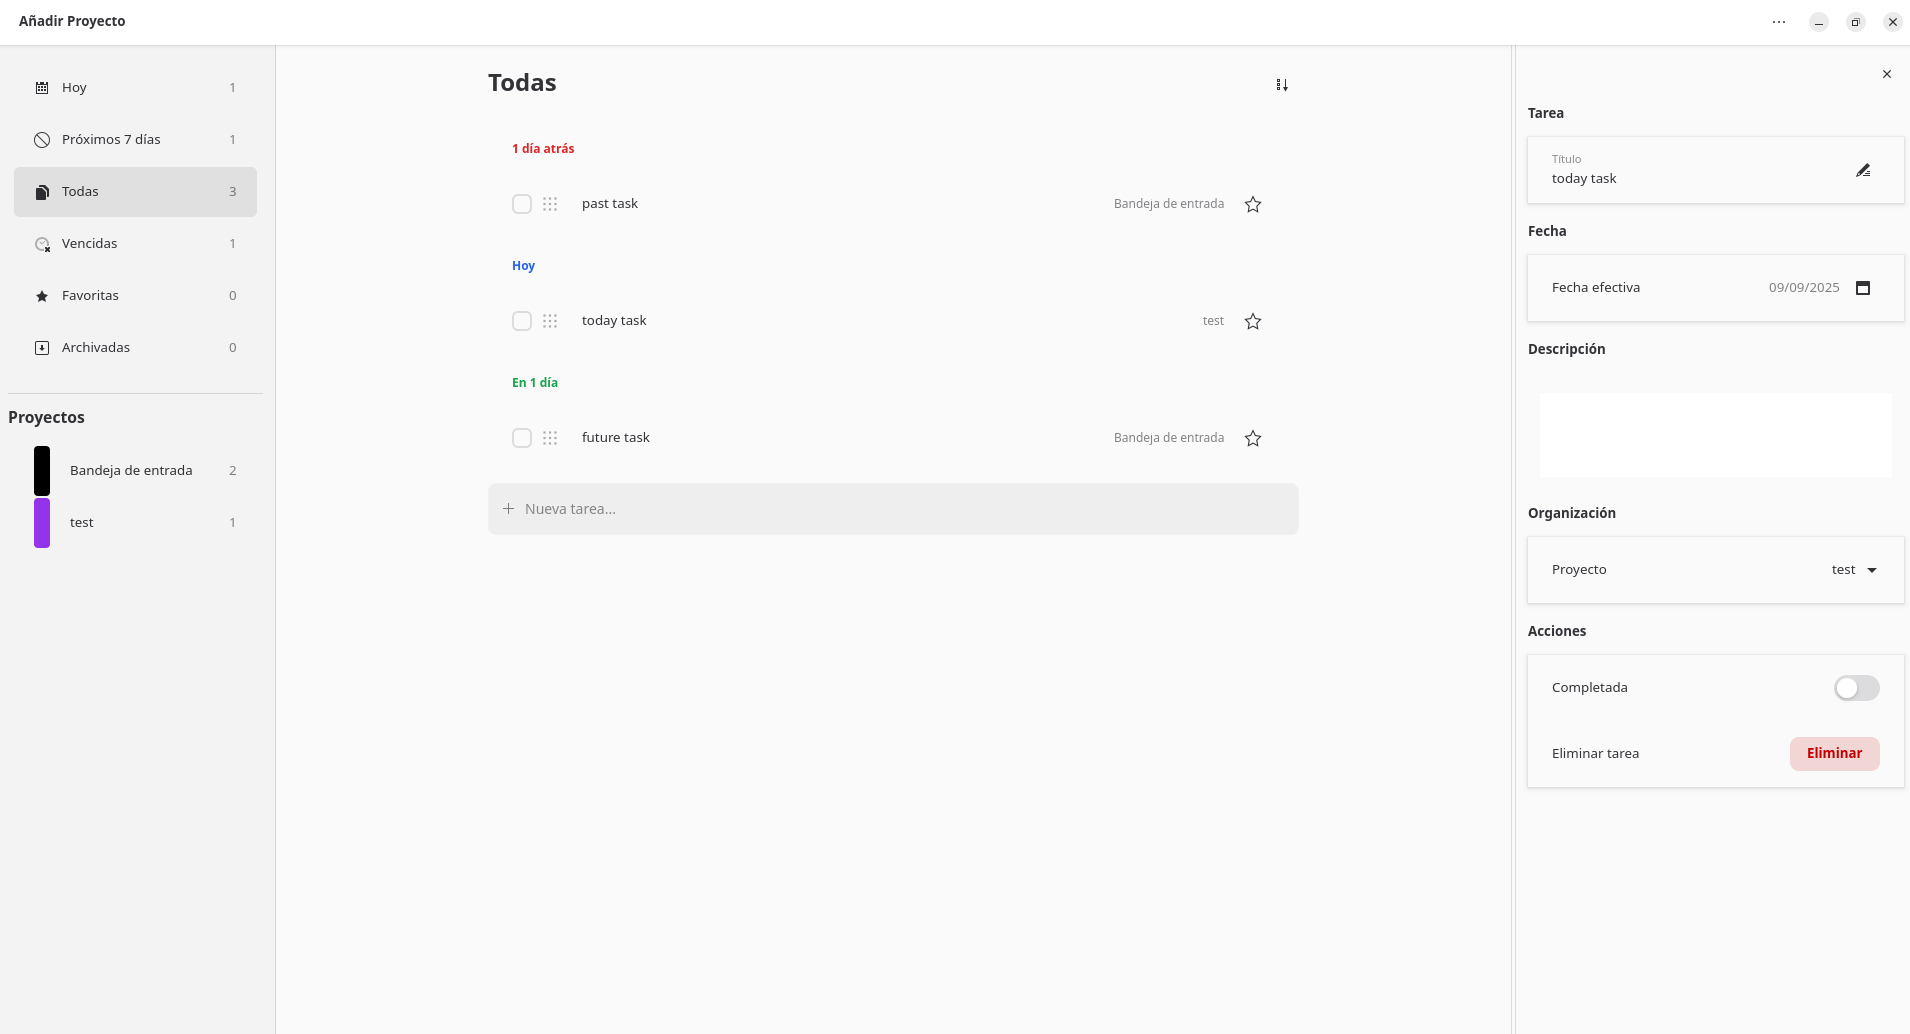 Añadir Proyecto
Hoy 1
Próximos 7 días 1
Todas 3
Vencidas 1
Favoritas 0
Archivadas 0
Proyectos
Bandeja de entrada 2
test 1
Todas
1 día atrás
past task Bandeja de entrada
Hoy
today task test
En 1 día
future task Bandeja de entrada
Nueva tarea...
Tarea
Título
today task
Fecha
Fecha efectiva 09/09/2025
Descripción
Organización
Proyecto test
Acciones
Completada
Eliminar tarea Eliminar